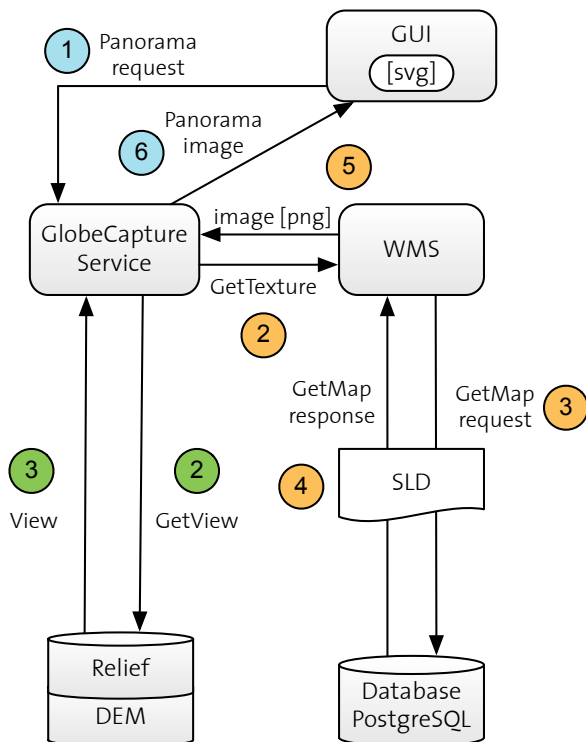 1
Panorama
request
GUI
[svg]
6
Panorama
image
5
GlobeCapture
Service
image [png]
WMS
GetTexture
2
GetMap
response
GetMap
request
3
3
View
2
GetView
4
SLD
Relief
DEM
Database
PostgreSQL